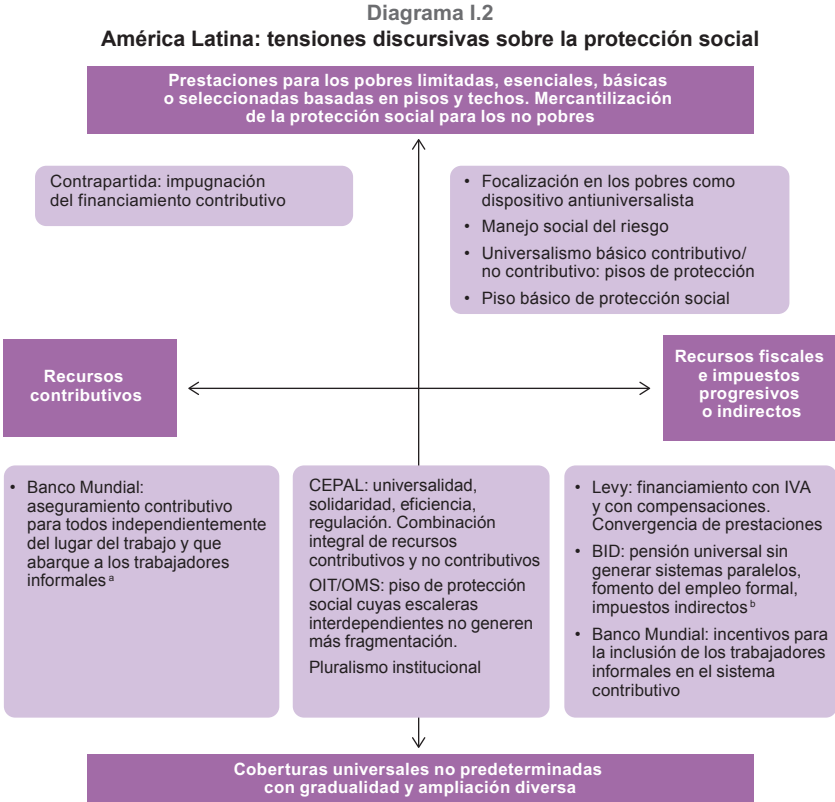 Diagrama I.2
América Latina: tensiones discursivas sobre la protección social
Prestaciones para los pobres limitadas, esenciales, básicas
o seleccionadas basadas en pisos y techos. Mercantilización
de la protección social para los no pobres
Contrapartida: impugnación
del financiamiento contributivo
• Focalización en los pobres como
dispositivo antiuniversalista
• Manejo social del riesgo
• Universalismo básico contributivo/
no contributivo: pisos de protección
• Piso básico de protección social
Recursos
contributivos
Recursos fiscales
e impuestos
progresivos
o indirectos
• Banco Mundial:
aseguramiento contributivo
para todos independientemente
del lugar del trabajo y que
abarque a los trabajadores
informales a
CEPAL: universalidad,
solidaridad, eficiencia,
regulación. Combinación
integral de recursos
contributivos y no contributivos
OIT/OMS: piso de protección
social cuyas escaleras
interdependientes no generen
más fragmentación.
Pluralismo institucional
• Levy: financiamiento con IVA
y con compensaciones.
Convergencia de prestaciones
• BID: pensión universal sin
generar sistemas paralelos,
fomento del empleo formal,
impuestos indirectos b
• Banco Mundial: incentivos para
la inclusión de los trabajadores
informales en el sistema
contributivo
Coberturas universales no predeterminadas
con gradualidad y ampliación diversa